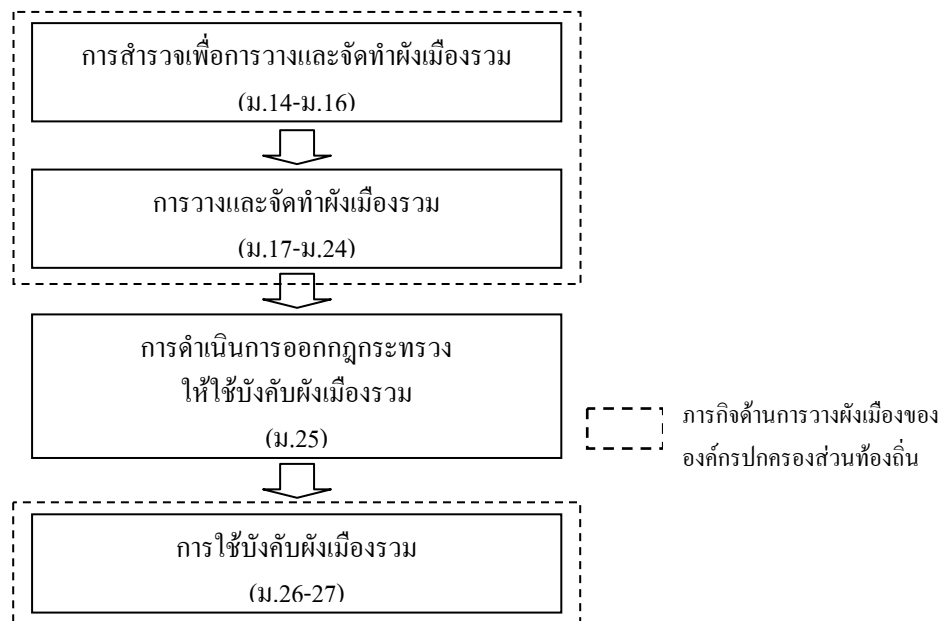 การสำรวจเพื่อการวางและจัดทำผังเมืองรวม
(ม.14-ม.16)
การวางและจัดทำผังเมืองรวม
(ม.17-ม.24)
การดำเนินการออกกฎกระทรวง
ให้ใช้บังคับผังเมืองรวม
(ม.25)
ภารกิจด้านการวางผังเมืองของ
องค์กรปกครองส่วนท้องถิ่น
การใช้บังคับผังเมืองรวม
(ม.26-27)